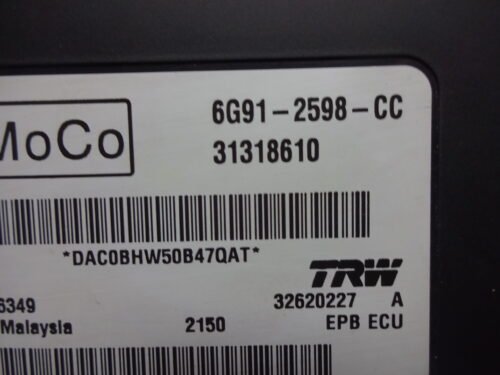 MoCo
6G91-2598-CC
31318610
*DAC0BHW50B47QAT*
TRW
6349
32620227 A
Malaysia
2150
EPB ECU